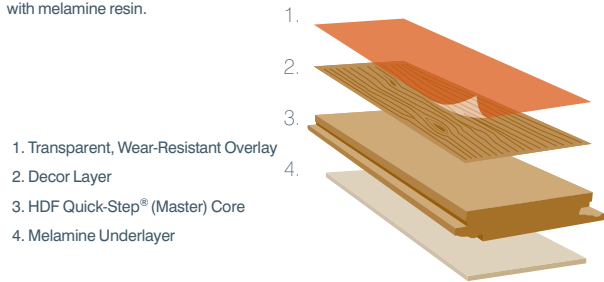 with melamine resin.
1.
2.
3.
4.
1. Transparent, Wear-Resistant Overlay
2. Decor Layer
3. HDF Quick-Step® (Master) Core
4. Melamine Underlayer